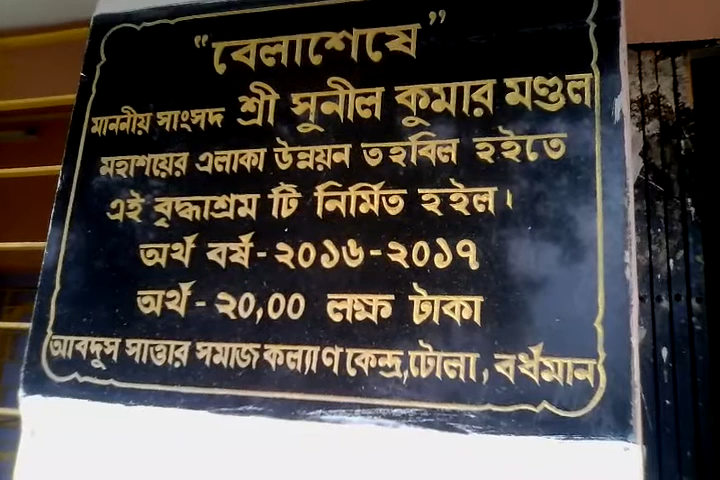 “বেলাশেষে”
মাননীয় সাংসদ শ্রী সুনীল কুমার মণ্ডল
মহাশয়ের এলাকা উন্নয়ন তহবিল হইতে
এই বৃদ্ধাশ্রম টি নির্মিত হইল।
অর্থ বর্ষ - ২০১৬ - ২০১৭
অর্থ - ২০,০০ লক্ষ টাকা
আবদুস সাত্তার সমাজ কল্যাণ কেন্দ্র, টোলা, বর্ধমান